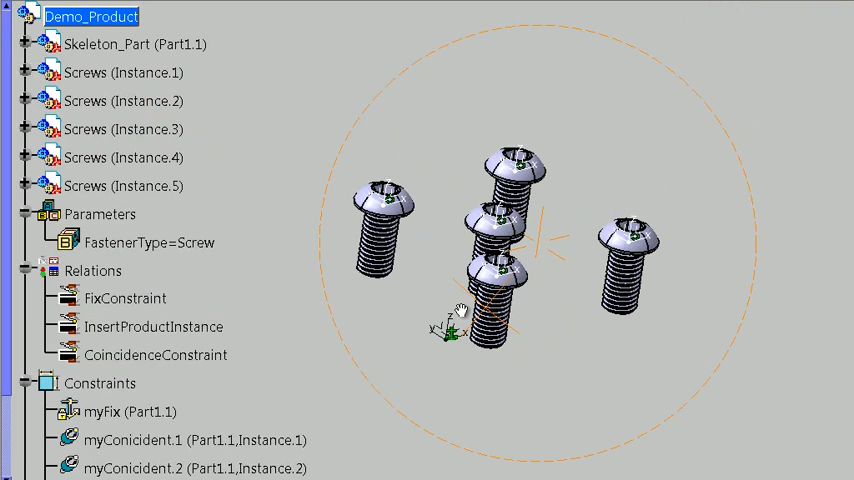 Demo_Product
Skeleton_Part (Part1.1)
Screws (Instance.1)
Screws (Instance.2)
Screws (Instance.3)
Screws (Instance.4)
Screws (Instance.5)
Parameters
FastenerType=Screw
Relations
FixConstraint
InsertProductInstance
CoincidenceConstraint
Constraints
myFix (Part1.1)
myConicident.1 (Part1.1,Instance.1)
myConicident.2 (Part1.1,Instance.2)
z
y
x